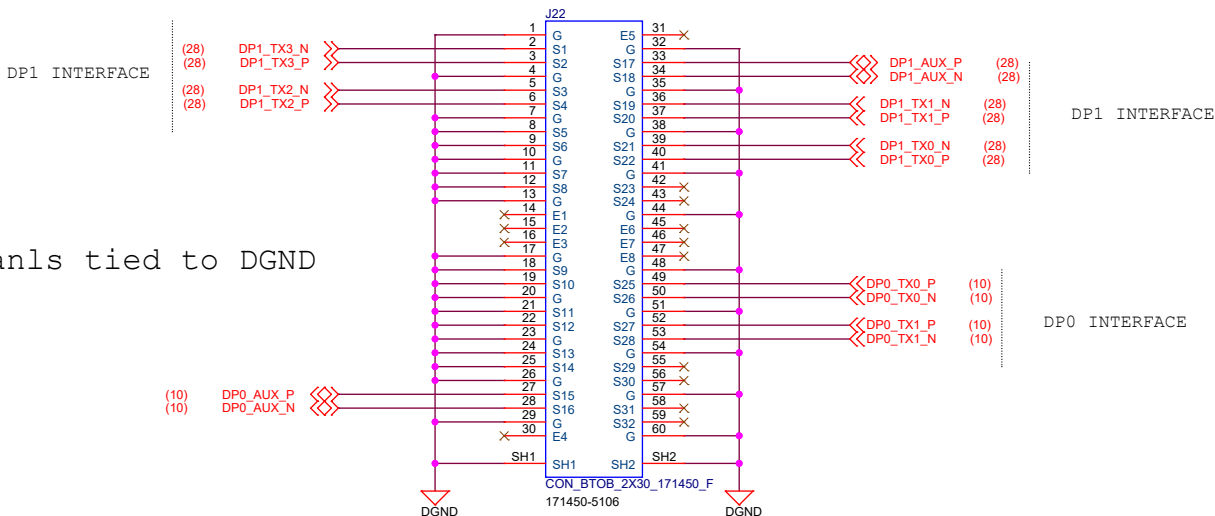 J22
DP1 INTERFACE
(28) DP1_TX3_N
(28) DP1_TX3_P
(28) DP1_TX2_N
(28) DP1_TX2_P
anls tied to DGND
(10) DP0_AUX_P
(10) DP0_AUX_N
1 G
2 S1
3 S2
4 G
5 S3
6 S4
7 G
8 S5
9 S6
10 G
11 S7
12 S8
13 G
14 E1
15 E2
16 E3
17 G
18 S9
19 S10
20 G
21 S11
22 S12
23 G
24 S13
25 S14
26 G
27 S15
28 S16
29 G
30 E4
SH1 SH1
E5 31
G 32
S17 33
S18 34
G 35
S19 36
S20 37
G 38
S21 39
S22 40
G 41
S23 42
S24 43
G 44
E6 45
E7 46
E8 47
G 48
S25 49
S26 50
G 51
S27 52
S28 53
G 54
S29 55
S30 56
G 57
S31 58
S32 59
G 60
SH2 SH2
DP1_AUX_P (28)
DP1_AUX_N (28)
DP1_TX1_N (28)
DP1_TX1_P (28)
DP1_TX0_N (28)
DP1_TX0_P (28)
DP1 INTERFACE
DP0_TX0_P (10)
DP0_TX0_N (10)
DP0_TX1_P (10)
DP0_TX1_N (10)
DP0 INTERFACE
CON_BTOB_2X30_171450_F
171450-5106
DGND
DGND